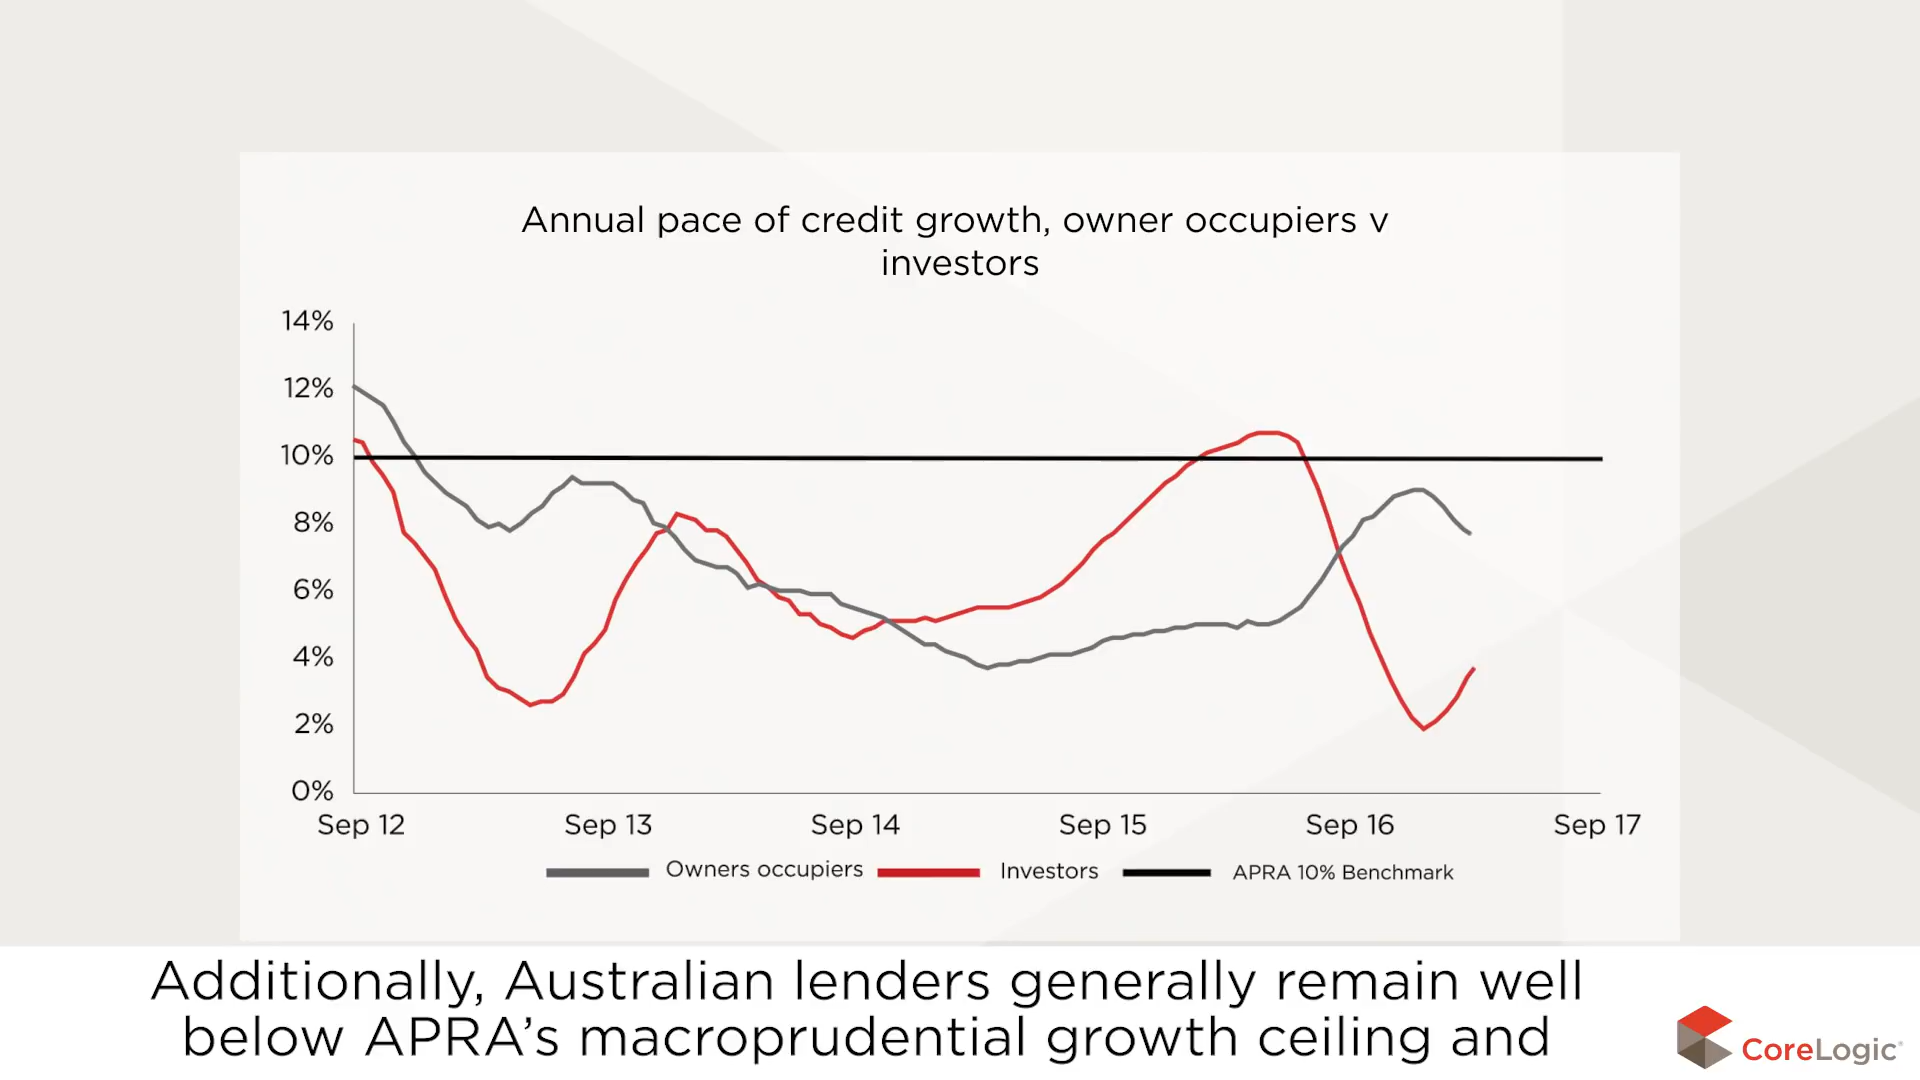 Annual pace of credit growth, owner occupiers v
investors
14%
12%
10%
8%
6%
4%
2%
0%
Sep 12 Sep 13 Sep 14 Sep 15 Sep 16 Sep 17
Owners occupiers Investors APRA 10% Benchmark
Additionally, Australian lenders generally remain well
below APRA’s macroprudential growth ceiling and
CoreLogic®